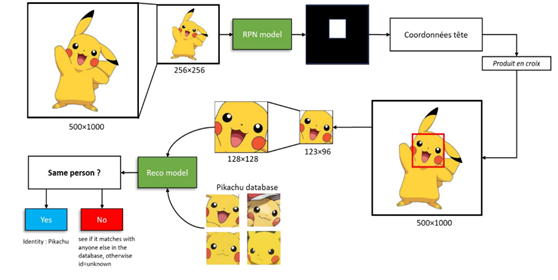 500×1000
256×256
RPN model
Coordonnées tête
Produit en croix
500×1000
123×96
128×128
Reco model
Pikachu database
Same person ?
Yes
No
Identity : Pikachu
see if it matches with
anyone else in the
database, otherwise
id=unknown